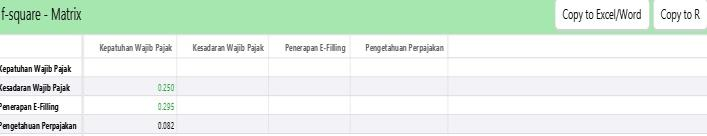 f-square - Matrix Copy to Excel/Word Copy to R
Kepatuhan Wajib Pajak Kesadaran Wajib Pajak Penerapan E-Filling Pengetahuan Perpajakan
Kepatuhan Wajib Pajak
Kesadaran Wajib Pajak 0.250
Penerapan E-Filling 0.295
Pengetahuan Perpajakan 0.082